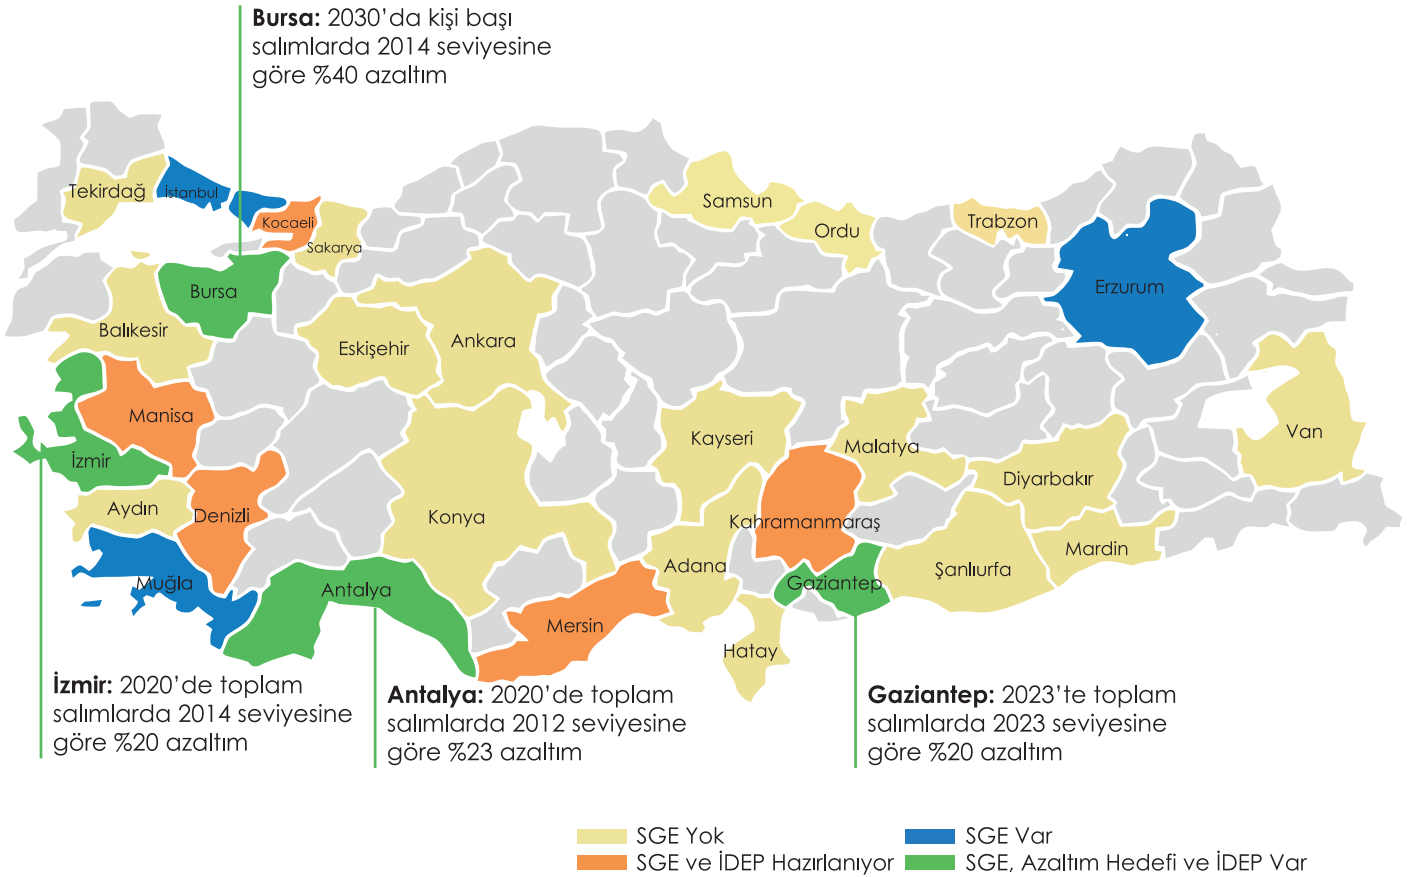 Bursa: 2030'da kişi başı
salımlarda 2014 seviyesine
göre %40 azaltım
Tekirdağ
İstanbul
Kocaeli
Sakarya
Samsun
Ordu
Trabzon
Bursa
Erzurum
Balıkesir
Eskişehir
Ankara
Manisa
Kayseri
Malatya
Van
İzmir
Diyarbakır
Aydın
Denizli
Konya
Kahramanmaraş
Mardin
Adana
Şanlıurfa
Muğla
Antalya
Gaziantep
Mersin
Hatay
İzmir: 2020'de toplam
salımlarda 2014 seviyesine
göre %20 azaltım
Antalya: 2020'de toplam
salımlarda 2012 seviyesine
göre %23 azaltım
Gaziantep: 2023'te toplam
salımlarda 2023 seviyesine
göre %20 azaltım
SGE Yok
SGE Var
SGE ve İDEP Hazırlanıyor
SGE, Azaltım Hedefi ve İDEP Var